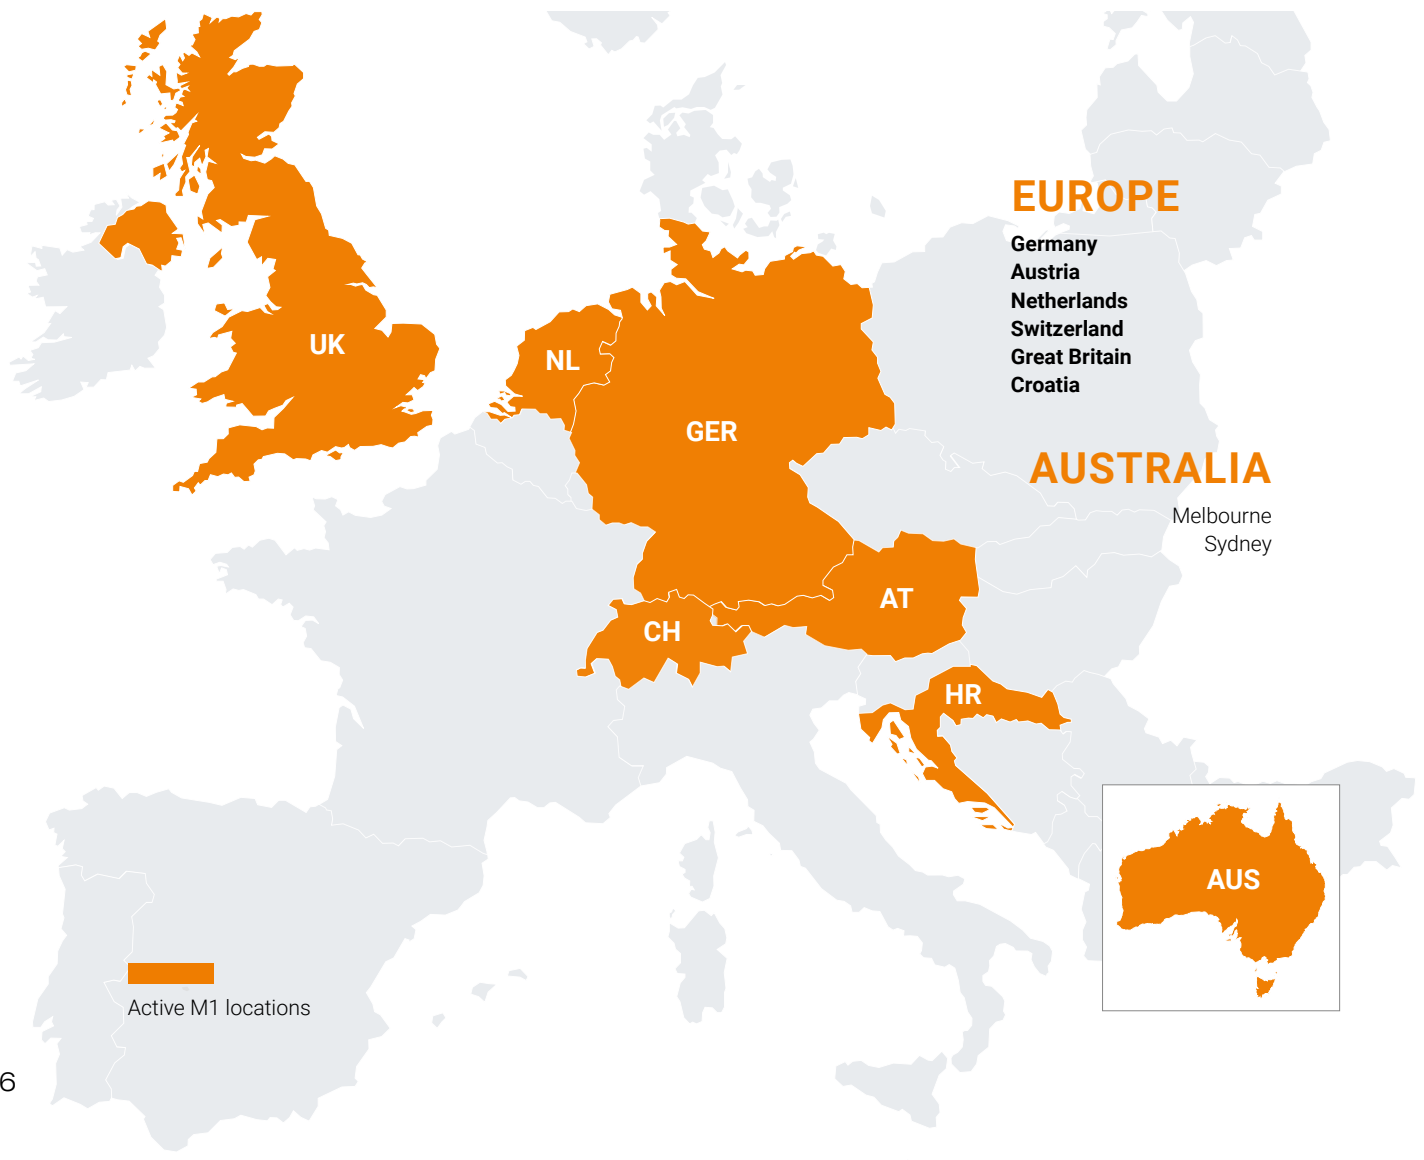 EUROPE
Germany
Austria
Netherlands
Switzerland
Great Britain
Croatia
AUSTRALIA
Melbourne
Sydney
UK
NL
GER
AT
CH
HR
AUS
Active M1 locations
6